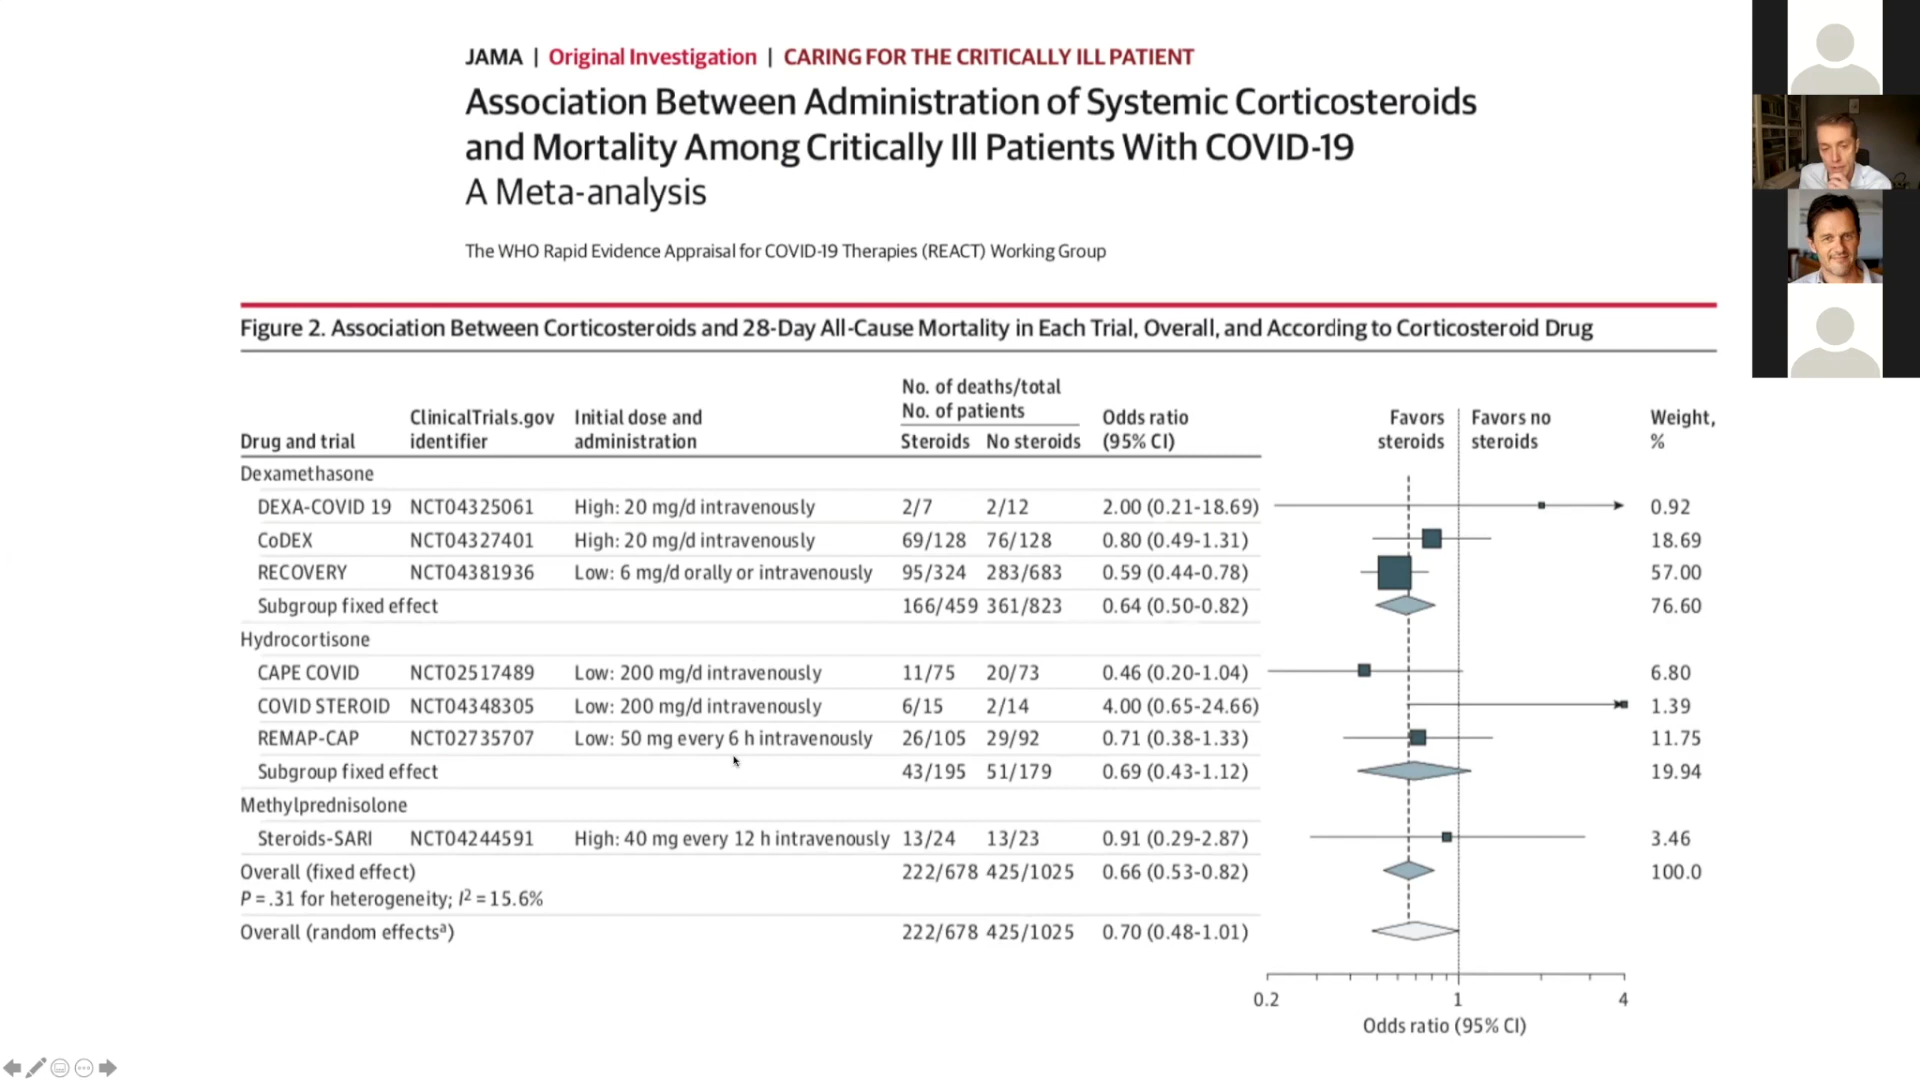 JAMA | Original Investigation | CARING FOR THE CRITICALLY ILL PATIENT
Association Between Administration of Systemic Corticosteroids
and Mortality Among Critically Ill Patients With COVID-19
A Meta-analysis
The WHO Rapid Evidence Appraisal for COVID-19 Therapies (REACT) Working Group
Figure 2. Association Between Corticosteroids and 28-Day All-Cause Mortality in Each Trial, Overall, and According to Corticosteroid Drug
No. of deaths/total
ClinicalTrials.gov Initial dose and No. of patients Odds ratio Favors Favors no Weight,
Drug and trial identifier administration Steroids No steroids (95% CI) steroids steroids %
Dexamethasone
DEXA-COVID 19 NCT04325061 High: 20 mg/d intravenously 2/7 2/12 2.00 (0.21-18.69) 0.92
CoDEX NCT04327401 High: 20 mg/d intravenously 69/128 76/128 0.80 (0.49-1.31) 18.69
RECOVERY NCT04381936 Low: 6 mg/d orally or intravenously 95/324 283/683 0.59 (0.44-0.78) 57.00
Subgroup fixed effect 166/459 361/823 0.64 (0.50-0.82) 76.60
Hydrocortisone
CAPE COVID NCT02517489 Low: 200 mg/d intravenously 11/75 20/73 0.46 (0.20-1.04) 6.80
COVID STEROID NCT04348305 Low: 200 mg/d intravenously 6/15 2/14 4.00 (0.65-24.66) 1.39
REMAP-CAP NCT02735707 Low: 50 mg every 6 h intravenously 26/105 29/92 0.71 (0.38-1.33) 11.75
Subgroup fixed effect 43/195 51/179 0.69 (0.43-1.12) 19.94
Methylprednisolone
Steroids-SARI NCT04244591 High: 40 mg every 12 h intravenously 13/24 13/23 0.91 (0.29-2.87) 3.46
Overall (fixed effect) 222/678 425/1025 0.66 (0.53-0.82) 100.0
P = .31 for heterogeneity; I² = 15.6%
Overall (random effectsᵃ) 222/678 425/1025 0.70 (0.48-1.01)
0.2 1 4
Odds ratio (95% CI)